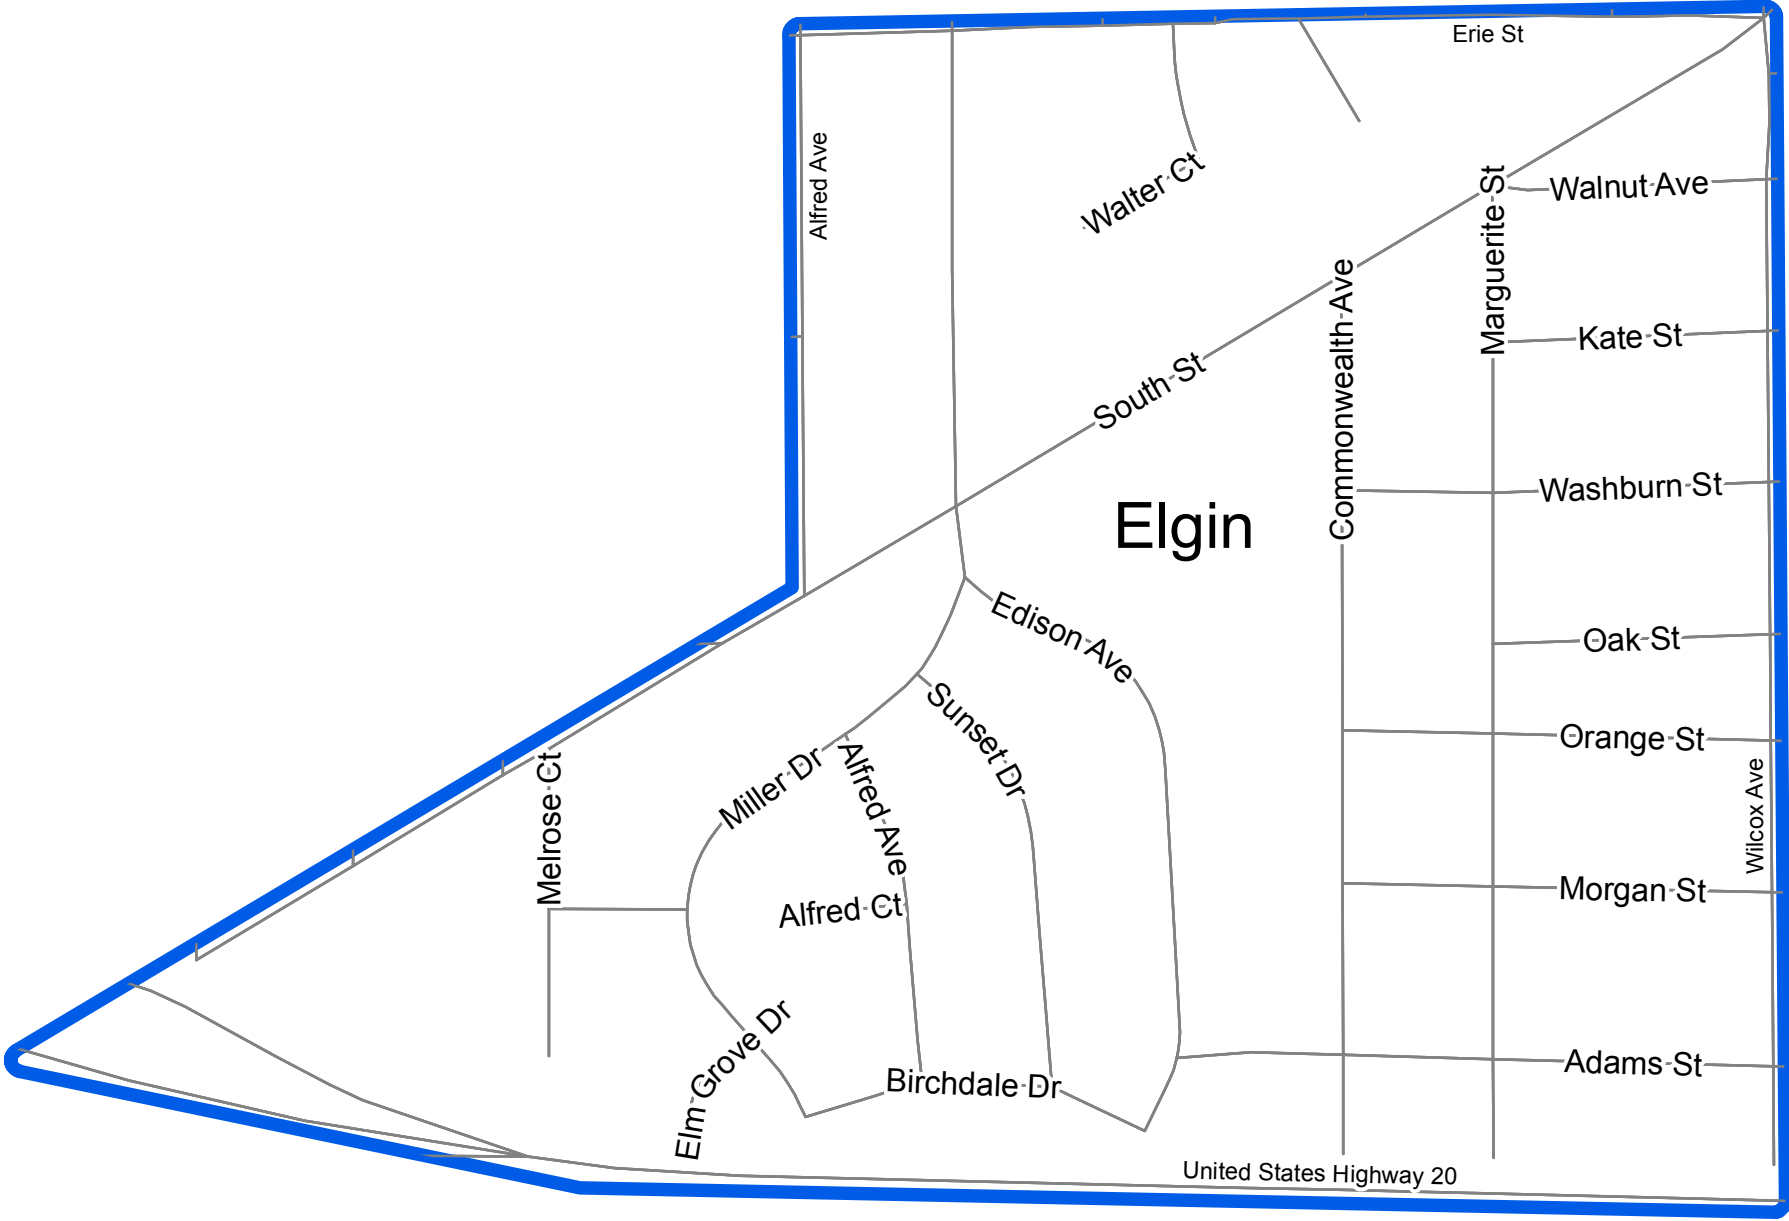 Erie St
Alfred Ave
Walter Ct
Marguerite St
Walnut Ave
Commonwealth Ave
Kate St
South St
Washburn St
Elgin
Edison Ave
Oak St
Sunset Dr
Orange St
Miller Dr
Alfred Ave
Melrose Ct
Wilcox Ave
Morgan St
Alfred Ct
Elm Grove Dr
Birchdale Dr
Adams St
United States Highway 20